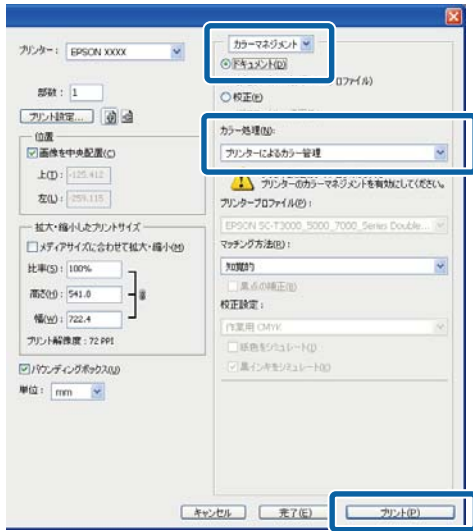 プリンター： EPSON XXXX
部数： 1
プリント設定...
位置
画像を中央配置(C)
上(T)： -125.412
左(L)： -259.115
拡大・縮小したプリントサイズ
メディアサイズに合わせて拡大・縮小(M)
比率(S)： 100%
高さ(H)： 541.0
幅(W)： 722.4
プリント解像度：72 PPI
バウンディングボックス(U)
単位： mm
カラーマネジメント
ドキュメント(D)
ロファイル)
校正(E)
カラー処理(N)：
プリンターによるカラー管理
プリンターのカラーマネジメントを有効にしてください。
プリンタープロファイル(P)：
EPSON SC-T3000_5000_7000_Series Double...
マッチング方法(R)：
知覚的
黒点の補正(B)
校正設定：
作業用 CMYK
紙色をシミュレート(I)
黒インキをシミュレート(K)
キャンセル
完了(E)
プリント(P)